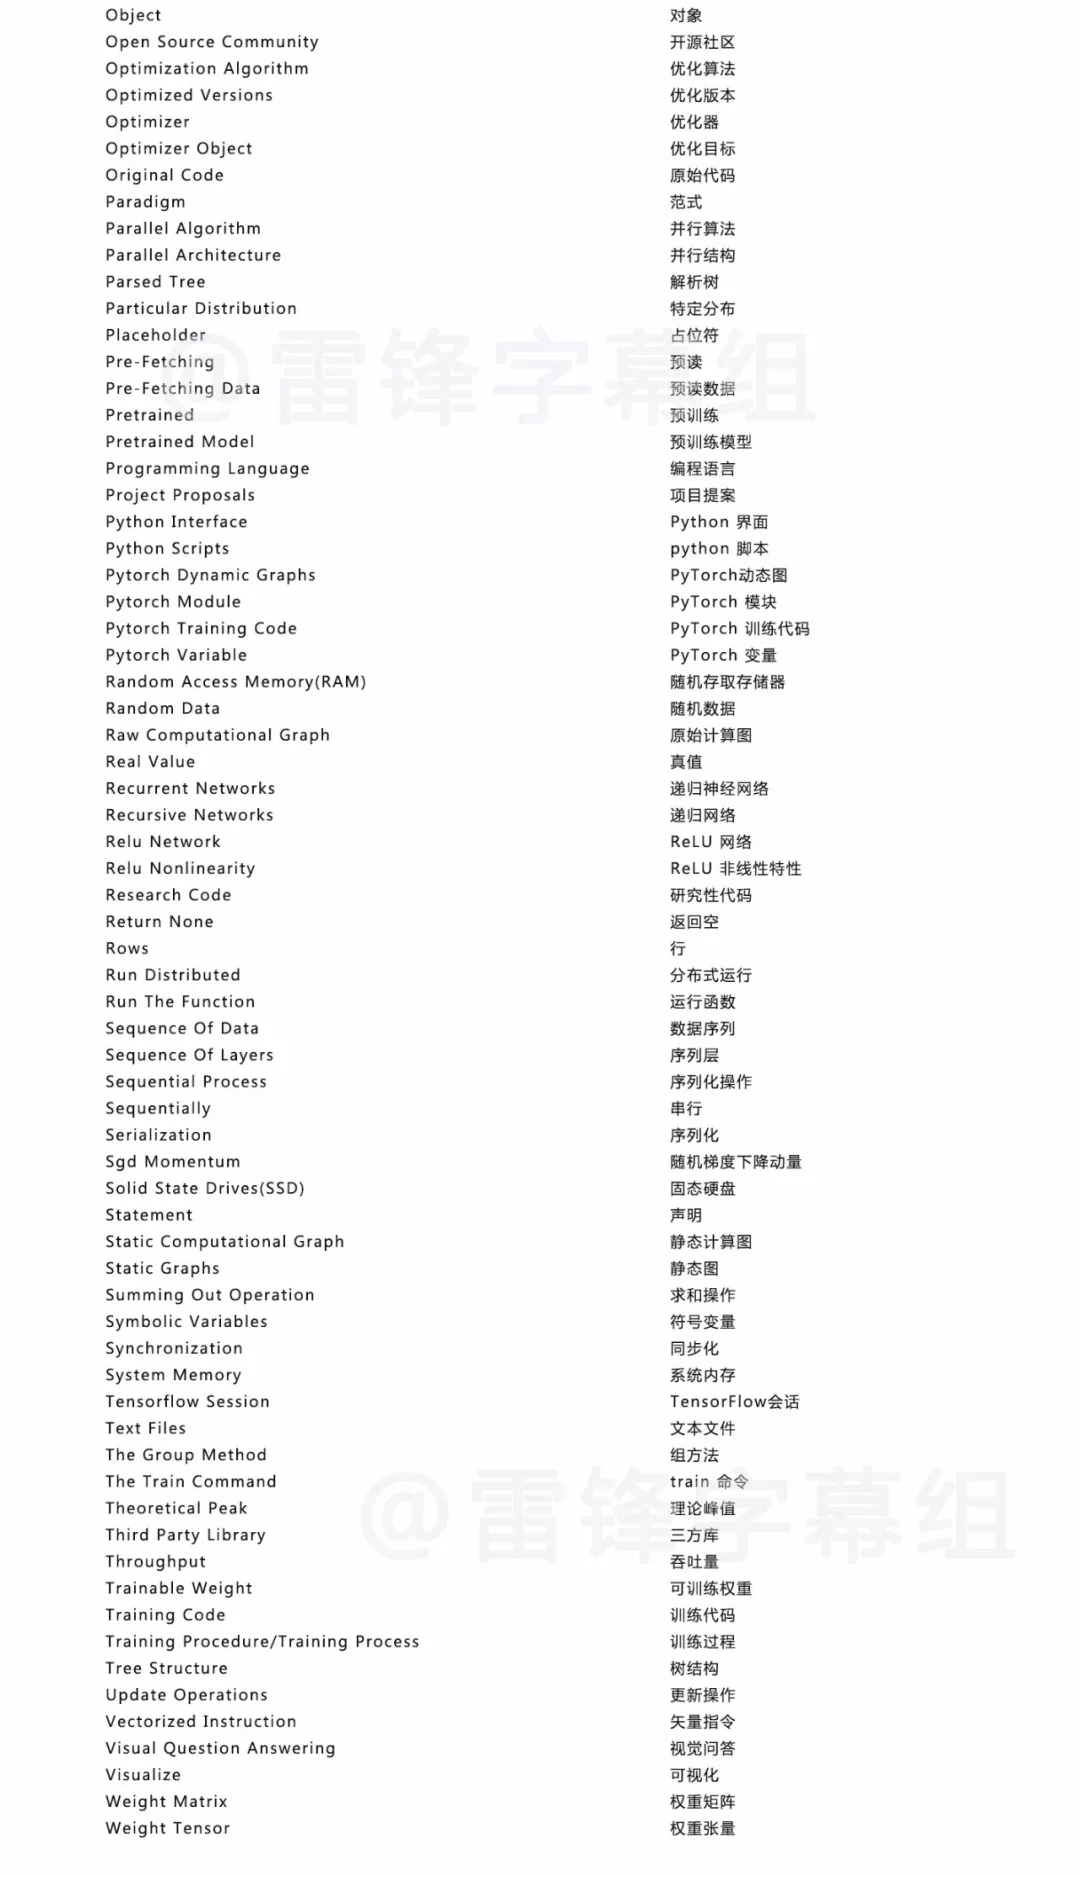 Object 对象
Open Source Community 开源社区
Optimization Algorithm 优化算法
Optimized Versions 优化版本
Optimizer 优化器
Optimizer Object 优化目标
Original Code 原始代码
Paradigm 范式
Parallel Algorithm 并行算法
Parallel Architecture 并行结构
Parsed Tree 解析树
Particular Distribution 特定分布
Placeholder 占位符
Pre-Fetching 预读
@雷锋字幕组
Pre-Fetching Data 预读数据
Pretrained 预训练
Pretrained Model 预训练模型
Programming Language 编程语言
Project Proposals 项目提案
Python Interface Python 界面
Python Scripts python 脚本
Pytorch Dynamic Graphs PyTorch动态图
Pytorch Module PyTorch 模块
Pytorch Training Code PyTorch 训练代码
Pytorch Variable PyTorch 变量
Random Access Memory(RAM) 随机存取存储器
Random Data 随机数据
Raw Computational Graph 原始计算图
Real Value 真值
Recurrent Networks 递归神经网络
Recursive Networks 递归网络
Relu Network ReLU 网络
Relu Nonlinearity ReLU 非线性特性
Research Code 研究性代码
Return None 返回空
Rows 行
Run Distributed 分布式运行
Run The Function 运行函数
Sequence Of Data 数据序列
Sequence Of Layers 序列层
Sequential Process 序列化操作
Sequentially 串行
Serialization 序列化
Sgd Momentum 随机梯度下降动量
Solid State Drives(SSD) 固态硬盘
Statement 声明
Static Computational Graph 静态计算图
Static Graphs 静态图
Summing Out Operation 求和操作
Symbolic Variables 符号变量
Synchronization 同步化
System Memory 系统内存
Tensorflow Session TensorFlow会话
Text Files 文本文件
The Group Method 组方法
The Train Command train 命令
Theoretical Peak 理论峰值
@雷锋字幕组
Third Party Library 三方库
Throughput 吞吐量
Trainable Weight 可训练权重
Training Code 训练代码
Training Procedure/Training Process 训练过程
Tree Structure 树结构
Update Operations 更新操作
Vectorized Instruction 矢量指令
Visual Question Answering 视觉问答
Visualize 可视化
Weight Matrix 权重矩阵
Weight Tensor 权重张量